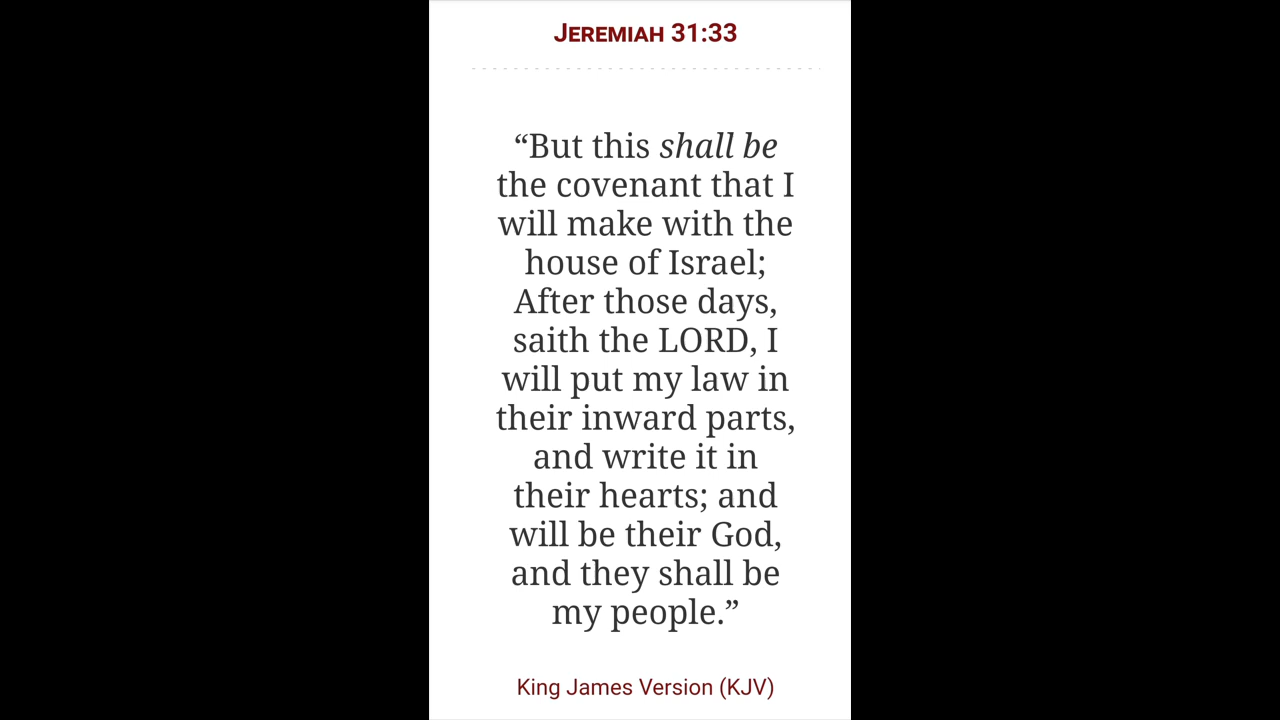 Jeremiah 31:33
“But this shall be
the covenant that I
will make with the
house of Israel;
After those days,
saith the LORD, I
will put my law in
their inward parts,
and write it in
their hearts; and
will be their God,
and they shall be
my people.”
King James Version (KJV)